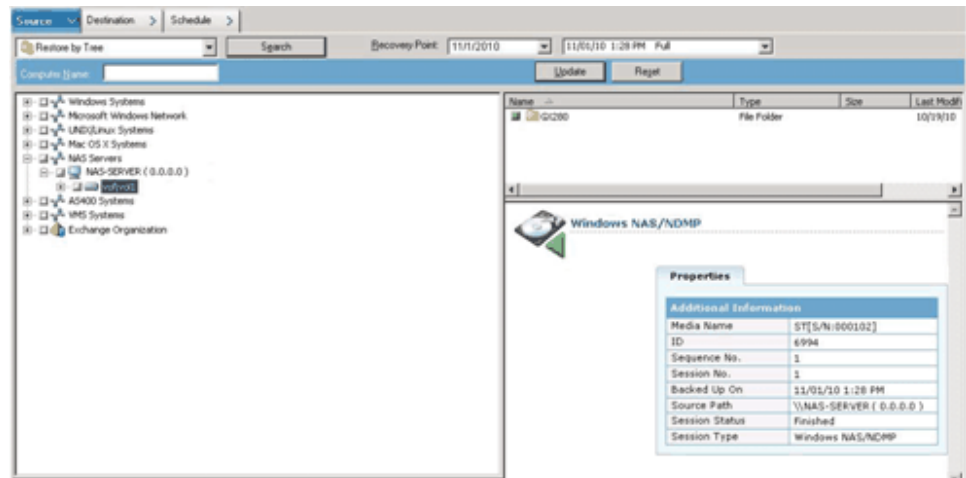 Source Destination > Schedule >
Restore by Tree Search Recovery Point: 11/1/2010 11/01/10 1:28 PM Full
Computer Name: Update Reset
Windows Systems
Microsoft Windows Network
UNIX/Linux Systems
Mac OS X Systems
NAS Servers
NAS-SERVER ( 0.0.0.0 )
AS400 Systems
VMS Systems
Exchange Organization
Name Type Size Last Modifi
GX280 File Folder 10/19/10
Windows NAS/NDMP
Properties
Additional Information
Media Name ST[S/N:000102]
ID 6994
Sequence No. 1
Session No. 1
Backed Up On 11/01/10 1:28 PM
Source Path \\NAS-SERVER ( 0.0.0.0 )
Session Status Finished
Session Type Windows NAS/NDMP